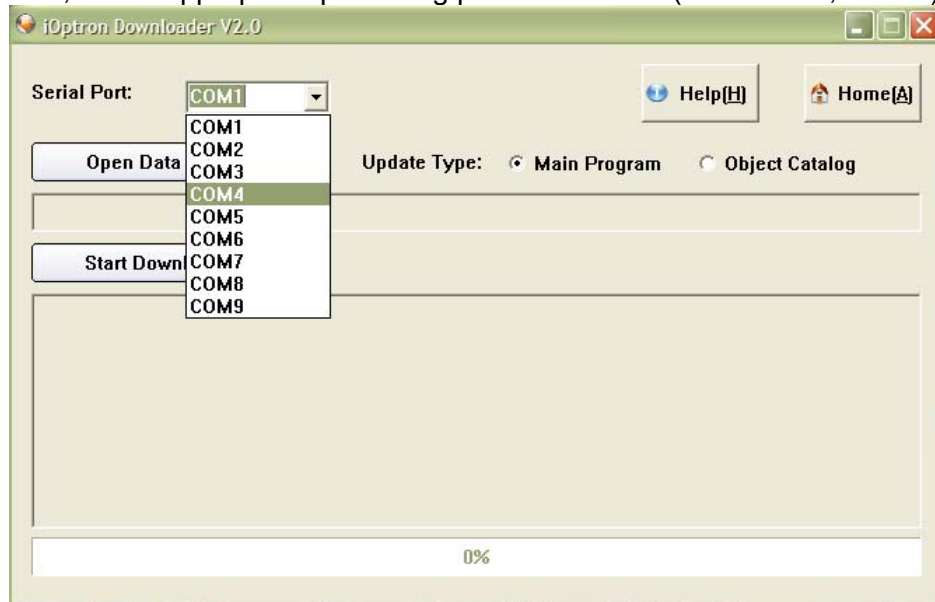 iOptron Downloader V2.0
Serial Port:
COM1
Help(H)
Home(A)
COM1
COM2
COM3
COM4
COM5
COM6
COM7
COM8
COM9
Open Data
Update Type:
Main Program
Object Catalog
Start Downl
0%